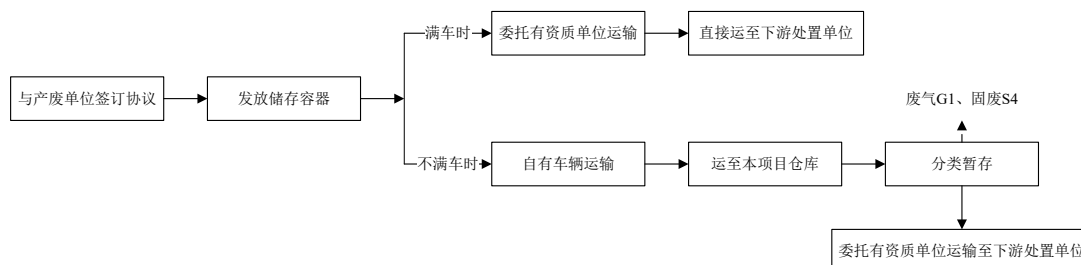 满车时
委托有资质单位运输
直接运至下游处置单位
与产废单位签订协议
发放储存容器
废气G1、固废S4
不满车时
自有车辆运输
运至本项目仓库
分类暂存
委托有资质单位运输至下游处置单位